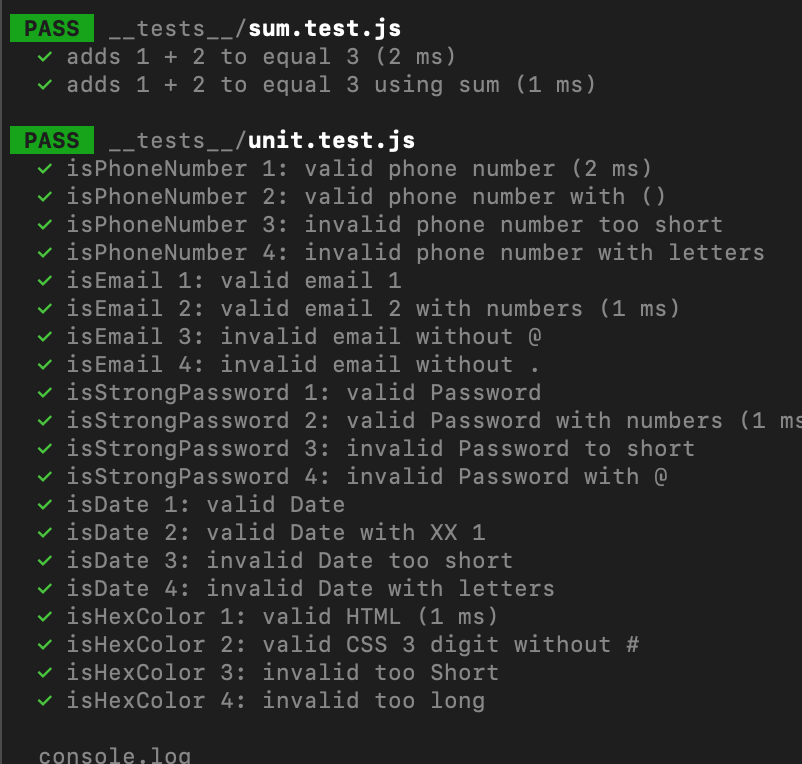 PASS __tests__/sum.test.js
✓ adds 1 + 2 to equal 3 (2 ms)
✓ adds 1 + 2 to equal 3 using sum (1 ms)
PASS __tests__/unit.test.js
✓ isPhoneNumber 1: valid phone number (2 ms)
✓ isPhoneNumber 2: valid phone number with ()
✓ isPhoneNumber 3: invalid phone number too short
✓ isPhoneNumber 4: invalid phone number with letters
✓ isEmail 1: valid email 1
✓ isEmail 2: valid email 2 with numbers (1 ms)
✓ isEmail 3: invalid email without @
✓ isEmail 4: invalid email without .
✓ isStrongPassword 1: valid Password
✓ isStrongPassword 2: valid Password with numbers (1 ms
✓ isStrongPassword 3: invalid Password to short
✓ isStrongPassword 4: invalid Password with @
✓ isDate 1: valid Date
✓ isDate 2: valid Date with XX 1
✓ isDate 3: invalid Date too short
✓ isDate 4: invalid Date with letters
✓ isHexColor 1: valid HTML (1 ms)
✓ isHexColor 2: valid CSS 3 digit without #
✓ isHexColor 3: invalid too Short
✓ isHexColor 4: invalid too long
console.log